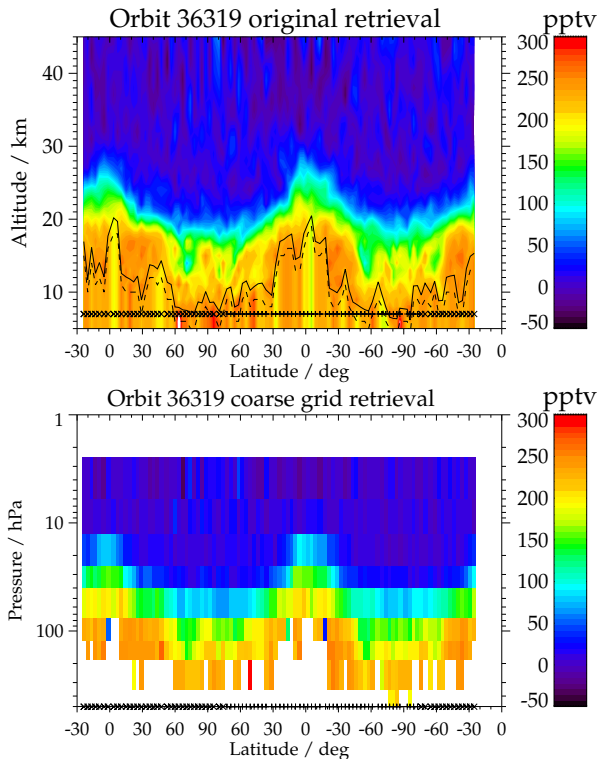 Orbit 36319 original retrieval
pptv
Altitude / km
40
30
20
10
300
250
200
150
100
50
0
-50
-30 0 30 60 90 60 30 0 -30 -60 -90 -60 -30 0
Latitude / deg
Orbit 36319 coarse grid retrieval
pptv
Pressure / hPa
1
10
100
300
250
200
150
100
50
0
-50
-30 0 30 60 90 60 30 0 -30 -60 -90 -60 -30 0
Latitude / deg